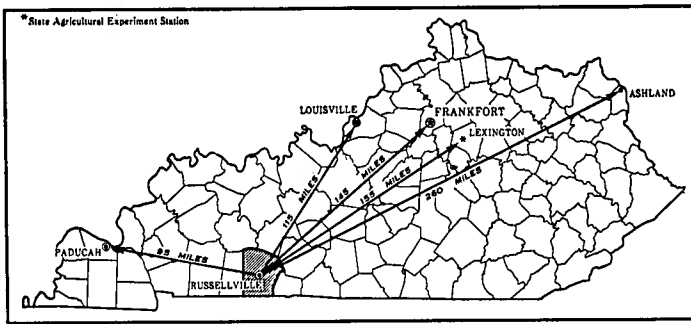 *State Agricultural Experiment Station
ASHLAND
LOUISVILLE
FRANKFORT
*LEXINGTON
115 MILES
145 MILES
155 MILES
260 MILES
PADUCAH
95 MILES
RUSSELLVILLE